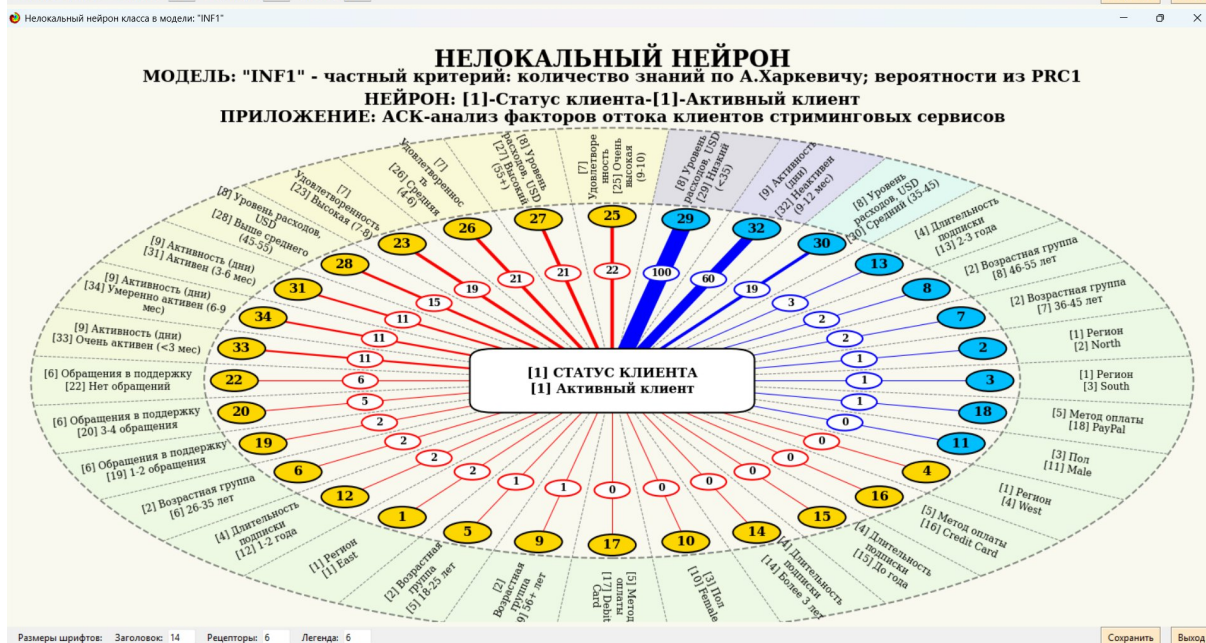 Нелокальный нейрон класса в модели: "INF1"
НЕЛОКАЛЬНЫЙ НЕЙРОН
МОДЕЛЬ: "INF1" - частный критерий: количество знаний по А.Харкевичу; вероятности из PRC1
НЕЙРОН: [1]-Статус клиента-[1]-Активный клиент
ПРИЛОЖЕНИЕ: АСК-анализ факторов оттока клиентов стриминговых сервисов
[7]
Удовлетворе
нность
[25] Очень
высокая
(9-10)
[8] Уровень
расходов, USD
[29] Низкий
(<35)
[9] Активность
(дни)
[32] Неактивен
(9-12 мес)
[8] Уровень
расходов, USD
[30] Средний (35-45)
[4] Длительность
подписки
[13] 2-3 года
[2] Возрастная группа
[8] 46-55 лет
[2] Возрастная группа
[7] 36-45 лет
[1] Регион
[2] North
[1] Регион
[3] South
[5] Метод оплаты
[18] PayPal
[3] Пол
[11] Male
[1] Регион
[4] West
[5] Метод оплаты
[16] Credit Card
[4] Длительность
подписки
[15] До года
[4] Длительность
подписки
[14] Более 3 лет
[3] Пол
[10] Female
[5] Метод
оплаты
[17] Debit
Card
[2]
Возрастная
группа
[9] 56+ лет
[2] Возрастная
группа
[5] 18-25 лет
[1] Регион
[1] East
[4] Длительность
подписки
[12] 1-2 года
[2] Возрастная группа
[6] 26-35 лет
[6] Обращения в поддержку
[19] 1-2 обращения
[6] Обращения в поддержку
[20] 3-4 обращения
[6] Обращения в поддержку
[22] Нет обращений
[9] Активность (дни)
[33] Очень активен (<3 мес)
[9] Активность (дни)
[34] Умеренно активен (6-9
мес)
[9] Активность (дни)
[31] Активен (3-6 мес)
[8] Уровень расходов,
USD
[28] Выше среднего
(45-55)
[7]
Удовлетворенность
[23] Высокая (7-8)
[7]
Удовлетвореннос
ть
[26] Средняя
(4-6)
[8] Уровень
расходов, USD
[27] Высокий
(55+)
25
29
32
30
13
8
7
2
3
18
11
4
16
15
14
10
17
9
5
1
12
6
19
20
22
33
34
31
28
23
26
27
22
100
60
19
3
2
2
1
1
1
0
0
0
0
0
0
0
1
1
2
2
2
2
5
6
11
11
11
15
19
21
21
[1] СТАТУС КЛИЕНТА
[1] Активный клиент
Размеры шрифтов: Заголовок: 14 Рецепторы: 6 Легенда: 6 Сохранить Выход